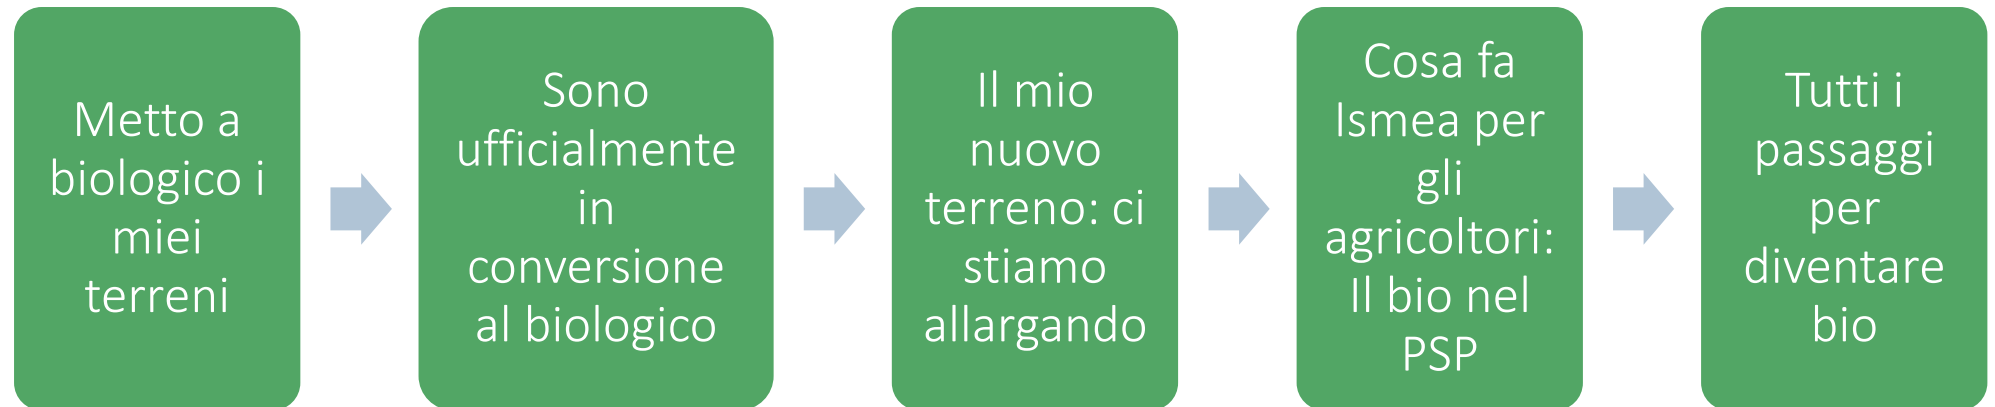 Metto a
biologico i
miei
terreni
Sono
ufficialmente
in
conversione
al biologico
Il mio
nuovo
terreno: ci
stiamo
allargando
Cosa fa
Ismea per
gli
agricoltori:
Il bio nel
PSP
Tutti i
passaggi
per
diventare
bio